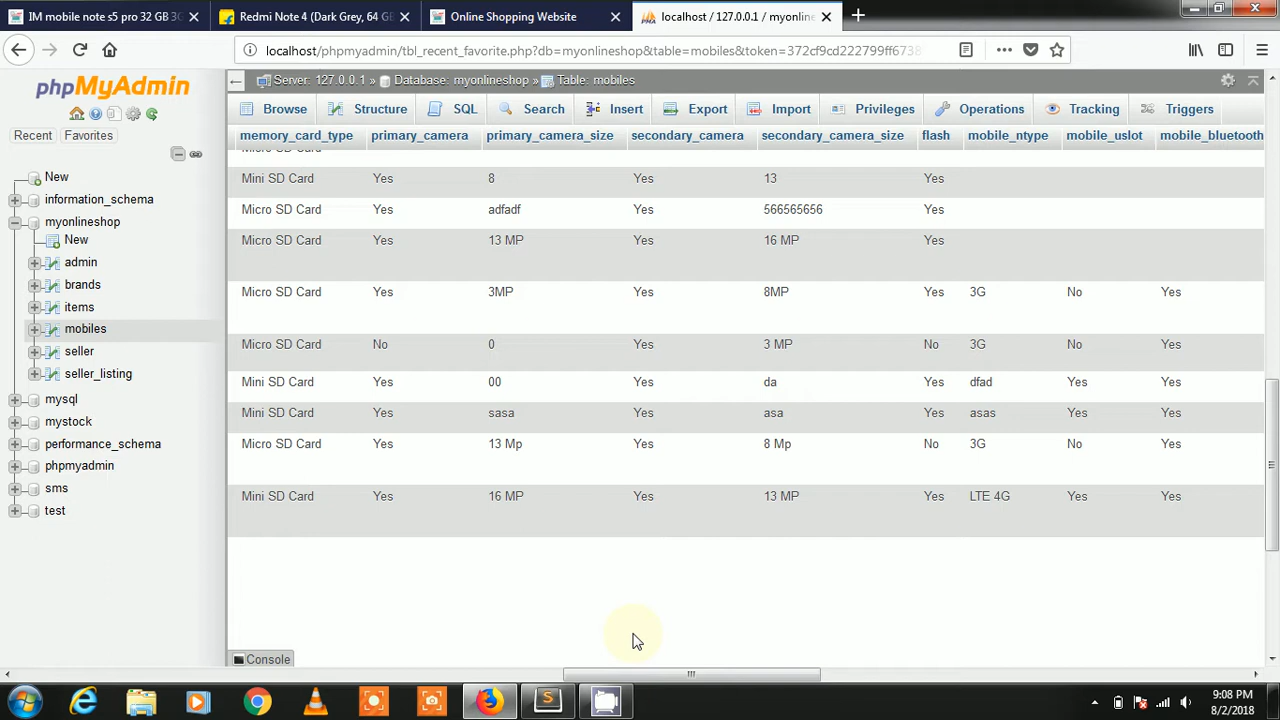 IM mobile note s5 pro 32 GB 3G × Redmi Note 4 (Dark Grey, 64 GB × Online Shopping Website × localhost / 127.0.0.1 / myonlin × +
localhost/phpmyadmin/tbl_recent_favorite.php?db=myonlineshop&table=mobiles&token=372cf9cd222799ff6738
phpMyAdmin
Recent Favorites
New
information_schema
myonlineshop
New
admin
brands
items
mobiles
seller
seller_listing
mysql
mystock
performance_schema
phpmyadmin
sms
test
Server: 127.0.0.1 » Database: myonlineshop » Table: mobiles
Browse Structure SQL Search Insert Export Import Privileges Operations Tracking Triggers
memory_card_type primary_camera primary_camera_size secondary_camera secondary_camera_size flash mobile_ntype mobile_uslot mobile_bluetooth
Micro SD Card
Mini SD Card Yes 8 Yes 13 Yes
Micro SD Card Yes adfadf Yes 566565656 Yes
Micro SD Card Yes 13 MP Yes 16 MP Yes
Micro SD Card Yes 3MP Yes 8MP Yes 3G No Yes
Micro SD Card No 0 Yes 3 MP No 3G No Yes
Mini SD Card Yes 00 Yes da Yes dfad Yes Yes
Mini SD Card Yes sasa Yes asa Yes asas Yes Yes
Micro SD Card Yes 13 Mp Yes 8 Mp No 3G No Yes
Mini SD Card Yes 16 MP Yes 13 MP Yes LTE 4G Yes Yes
Console
9:08 PM
8/2/2018